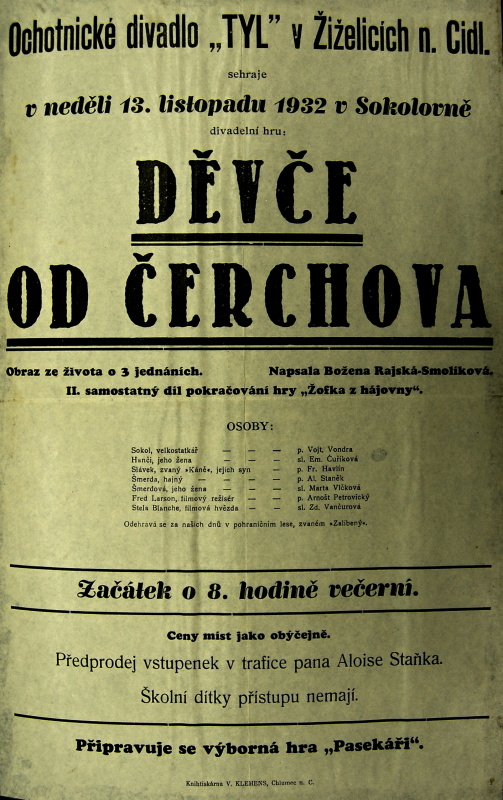 Ochotnické divadlo „TYL” v Žiželicích n. Cidl.
sehraje
v neděli 13. listopadu 1932 v Sokolovně
divadelní hru:
DĚVČE
OD ČERCHOVA
Obraz ze života o 3 jednáních. Napsala Božena Rajská-Smolíková.
II. samostatný díl pokračování hry „Žofka z hájovny“.
OSOBY:
Sokol, velkostatkář — — — p. Vojt. Vondra
Hančí, jeho žena — — — sl. Em. Čuříková
Slávek, zvaný »Káně«, jejich syn — — p. Fr. Havlín
Šmerda, hajný — — — — p. Al. Staněk
Šmerdová, jeho žena — — — sl. Marta Vlčková
Fred Larson, filmový režisér — — p. Arnošt Petrovický
Stela Blanche, filmová hvězda — — sl. Zd. Vančurová
Odehrává se za našich dnů v pohraničním lese, zvaném »Zalíbený«.
Začátek o 8. hodině večerní.
Ceny míst jako obyčejně.
Předprodej vstupenek v trafice pana Aloise Staňka.
Školní dítky přístupu nemají.
Připravuje se výborná hra „Pasekáři“.
Knihtiskárna V. KLEMENS, Chlumec n. C.